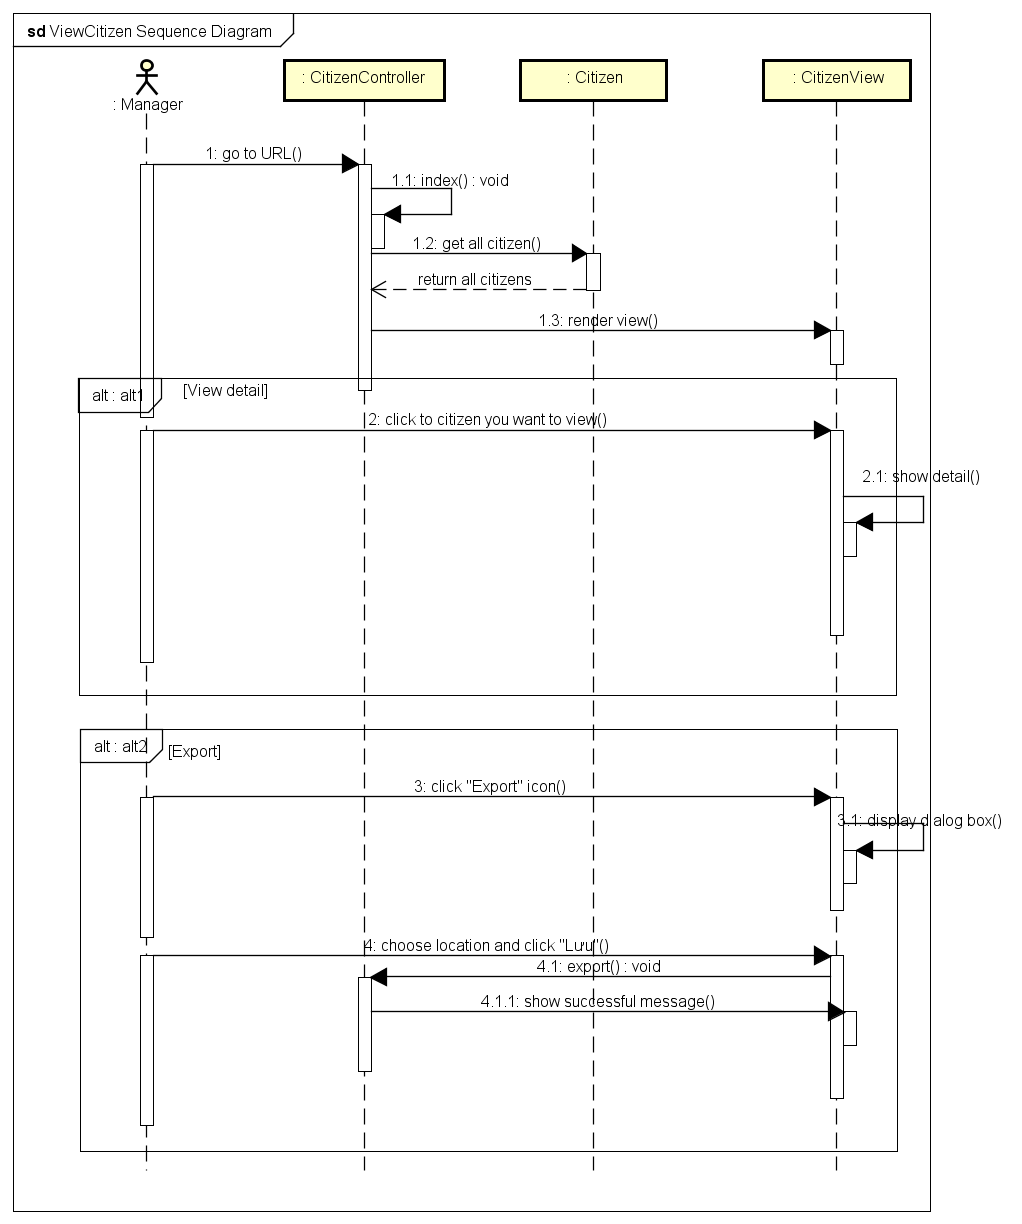 sd ViewCitizen Sequence Diagram
: Manager
: CitizenController
: Citizen
: CitizenView
1: go to URL()
1.1: index() : void
1.2: get all citizen()
return all citizens
1.3: render view()
alt : alt1
[View detail]
2: click to citizen you want to view()
2.1: show detail()
alt : alt2
[Export]
3: click "Export" icon()
3.1: display dialog box()
4: choose location and click "Lưu"()
4.1: export() : void
4.1.1: show successful message()